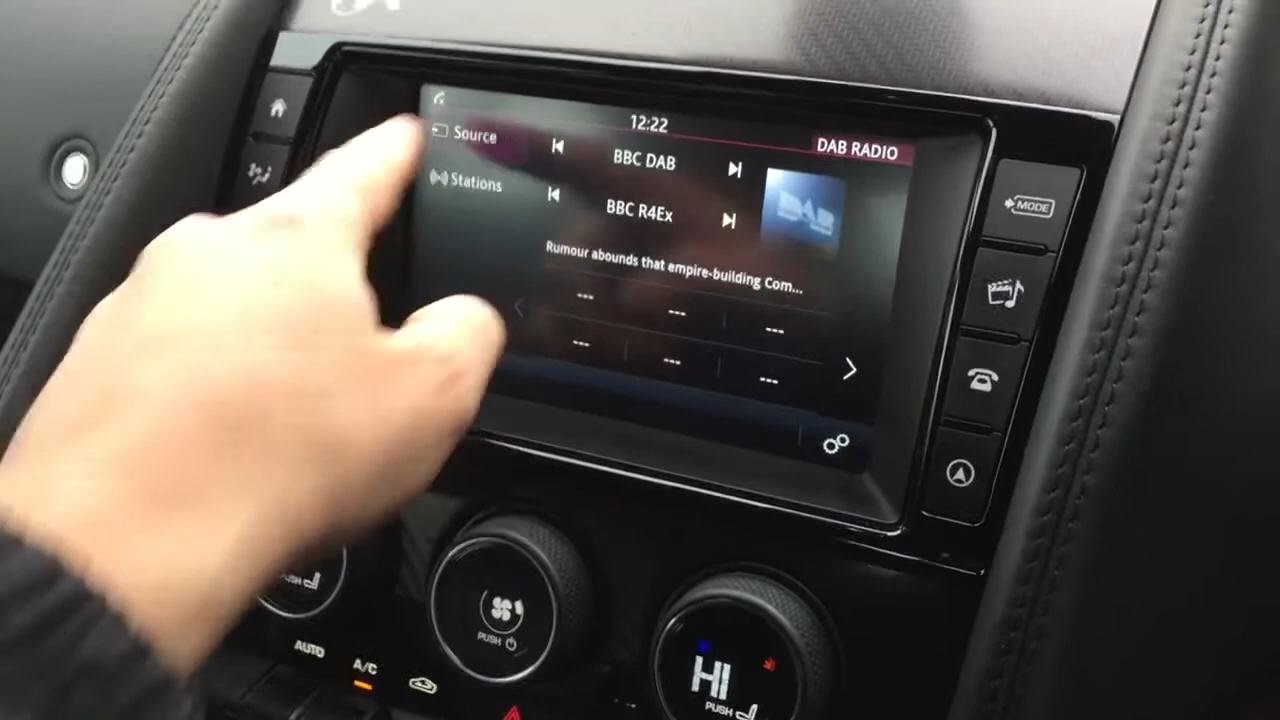 12:22
DAB RADIO
Source
BBC DAB
DAB
Stations
BBC R4Ex
Rumour abounds that empire-building Com...
---
---
---
---
---
---
MODE
PUSH
PUSH
HI
PUSH
AUTO
A/C